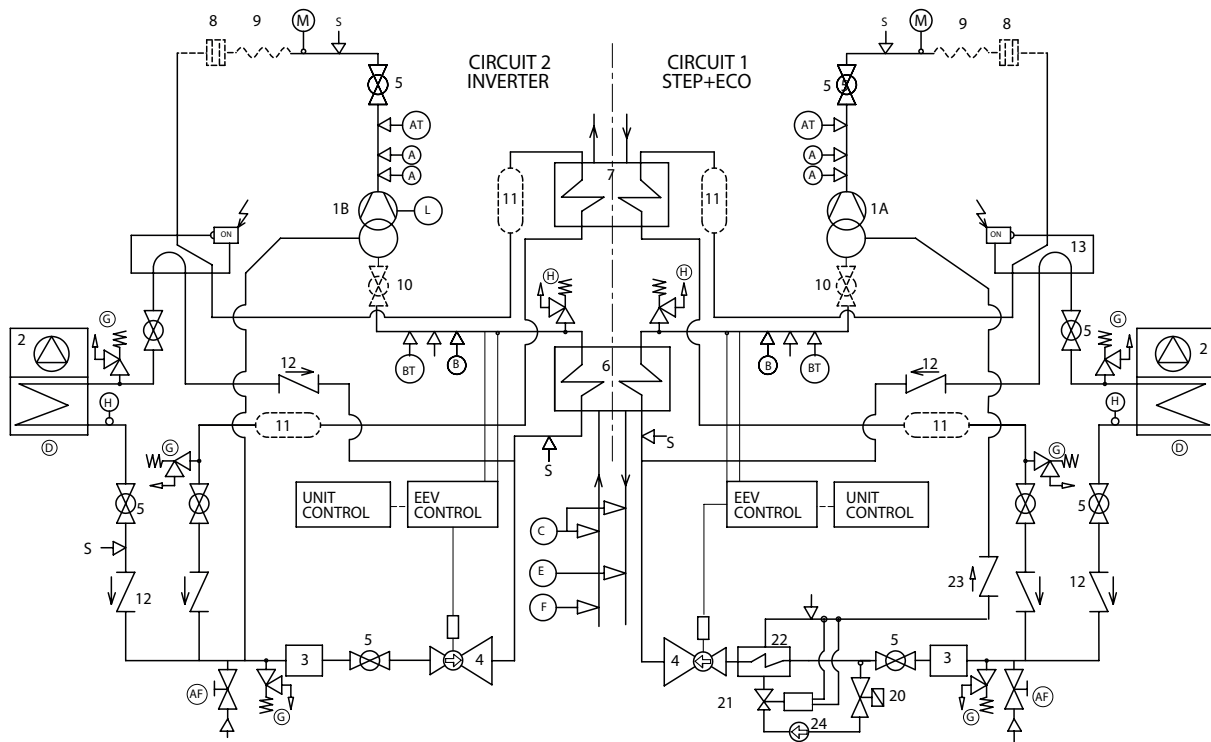 8 9 M S S M 9 8
CIRCUIT 2
INVERTER
CIRCUIT 1
STEP+ECO
5 5
AT AT
A A
A A
7
11 11
1B L 1A
ON ON
13
10 10
H H
G G
2 5 2
12 6 12
BT B B BT
H H
11 11
D D
G G
S S
UNIT
CONTROL
EEV
CONTROL
EEV
CONTROL
UNIT
CONTROL
5 5
C
S
E
F
12 23 12
22
3 5 4 4 5 3
AF G 21 20 G AF
24